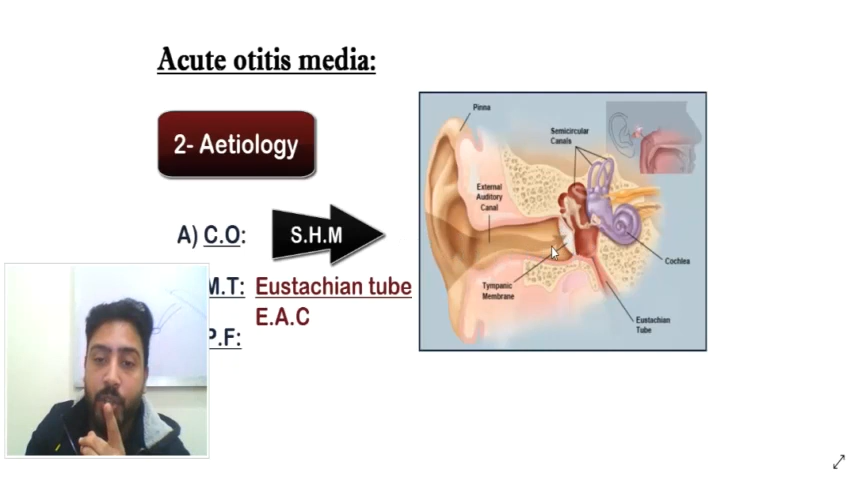 Acute otitis media:
2- Aetiology
A) C.O:
S.H.M
M.T: Eustachian tube
E.A.C
P.F:
Pinna
Semicircular
Canals
External
Auditory
Canal
Cochlea
Tympanic
Membrane
Eustachian
Tube